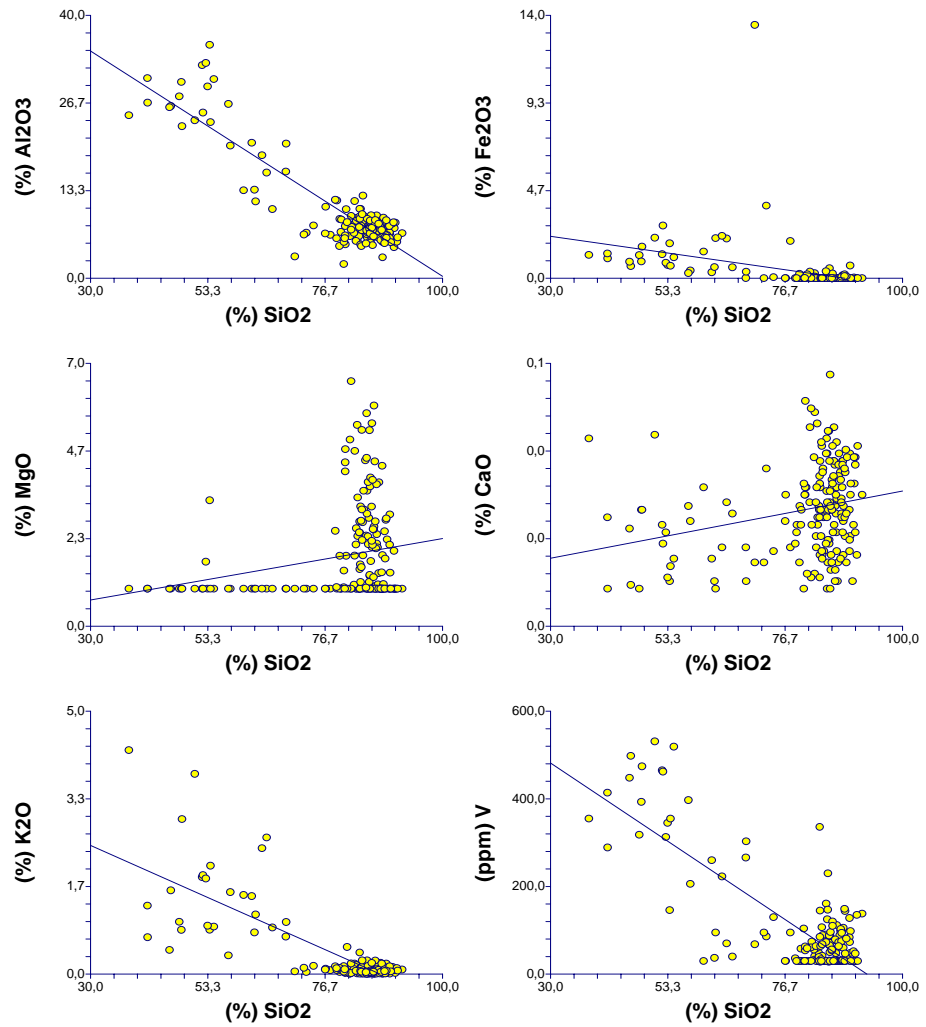 40,0
26,7
13,3
0,0
(%) Al2O3
30,0 53,3 76,7 100,0
(%) SiO2
14,0
9,3
4,7
0,0
(%) Fe2O3
30,0 53,3 76,7 100,0
(%) SiO2
7,0
4,7
2,3
0,0
(%) MgO
30,0 53,3 76,7 100,0
(%) SiO2
0,1
0,0
0,0
0,0
(%) CaO
30,0 53,3 76,7 100,0
(%) SiO2
5,0
3,3
1,7
0,0
(%) K2O
30,0 53,3 76,7 100,0
(%) SiO2
600,0
400,0
200,0
0,0
(ppm) V
30,0 53,3 76,7 100,0
(%) SiO2